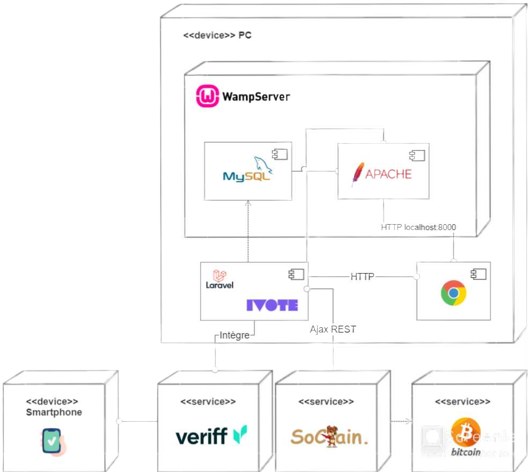 <<device>> PC
WampServer
MySQL
APACHE
HTTP localhost:8000
Laravel
IVOTE
HTTP
Intègre
Ajax REST
<<device>>
Smartphone
<<service>>
veriff
<<service>>
SoChain.
<<service>>
bitcoin